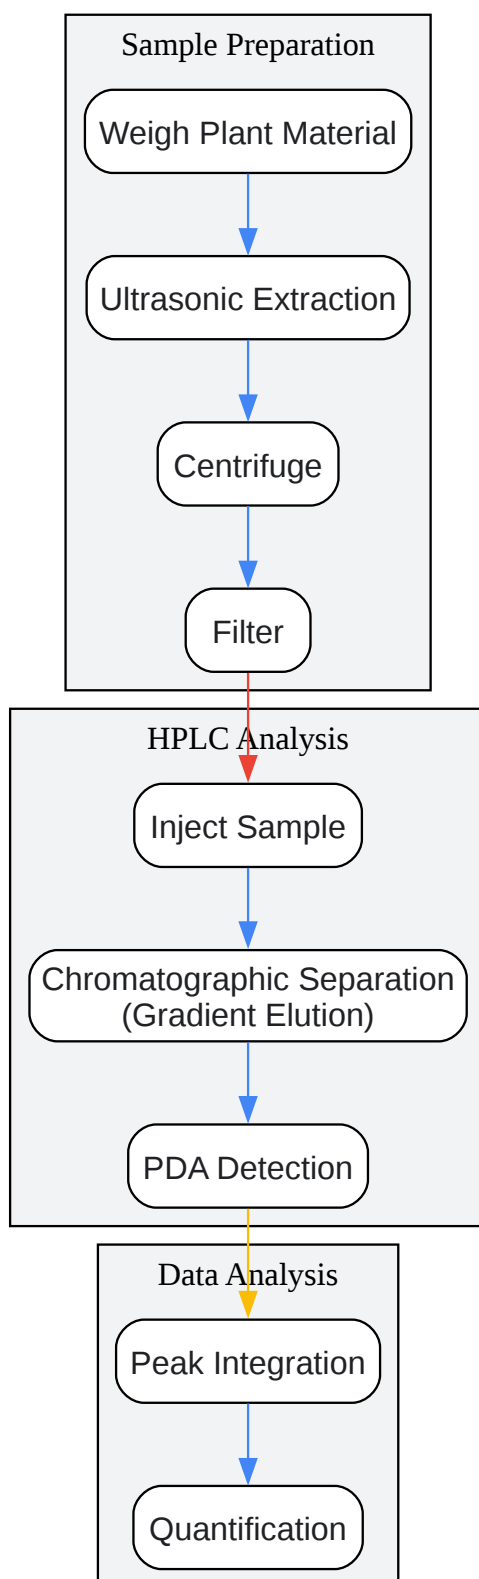 Sample Preparation
Weigh Plant Material
Ultrasonic Extraction
Centrifuge
Filter
HPLC Analysis
Inject Sample
Chromatographic Separation
(Gradient Elution)
PDA Detection
Data Analysis
Peak Integration
Quantification